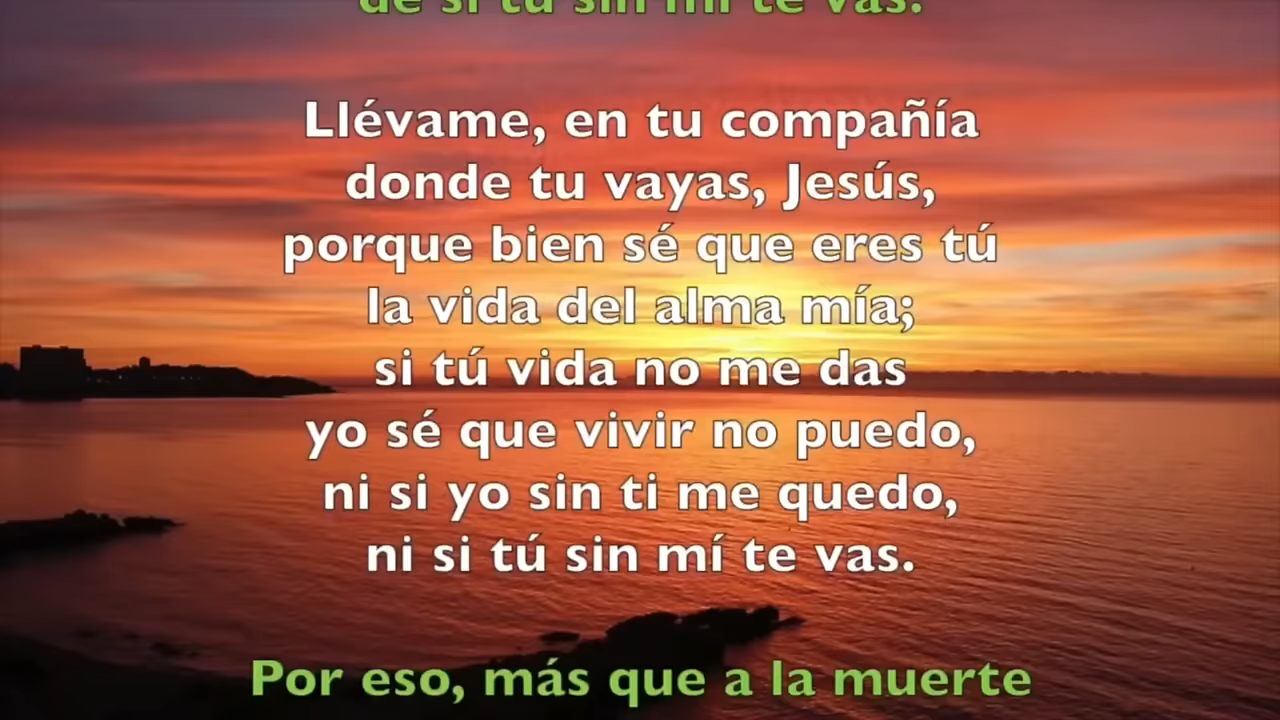 de si tú sin mí te vas.
Llévame, en tu compañía
donde tu vayas, Jesús,
porque bien sé que eres tú
la vida del alma mía;
si tú vida no me das
yo sé que vivir no puedo,
ni si yo sin ti me quedo,
ni si tú sin mí te vas.
Por eso, más que a la muerte